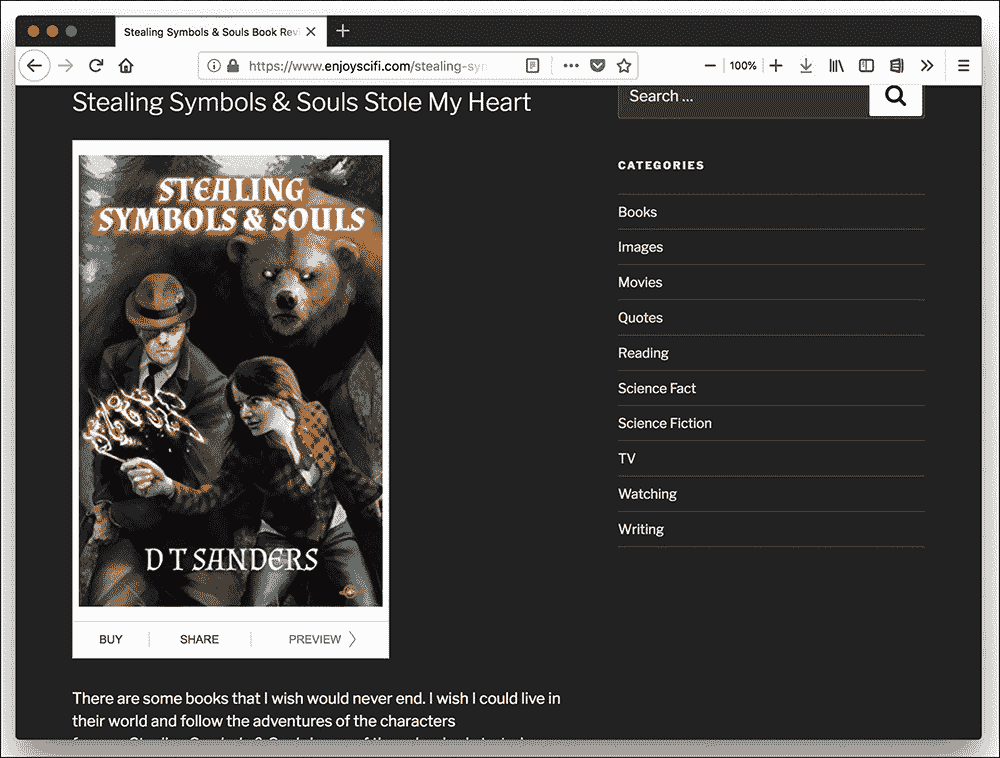 Stealing Symbols & Souls Book Rev
https://www.enjoyscifi.com/stealing-syn
100%
Stealing Symbols & Souls Stole My Heart
Search ...
STEALING
SYMBOLS & SOULS
D T SANDERS
BUY
SHARE
PREVIEW
There are some books that I wish would never end. I wish I could live in
their world and follow the adventures of the characters
CATEGORIES
Books
Images
Movies
Quotes
Reading
Science Fact
Science Fiction
TV
Watching
Writing